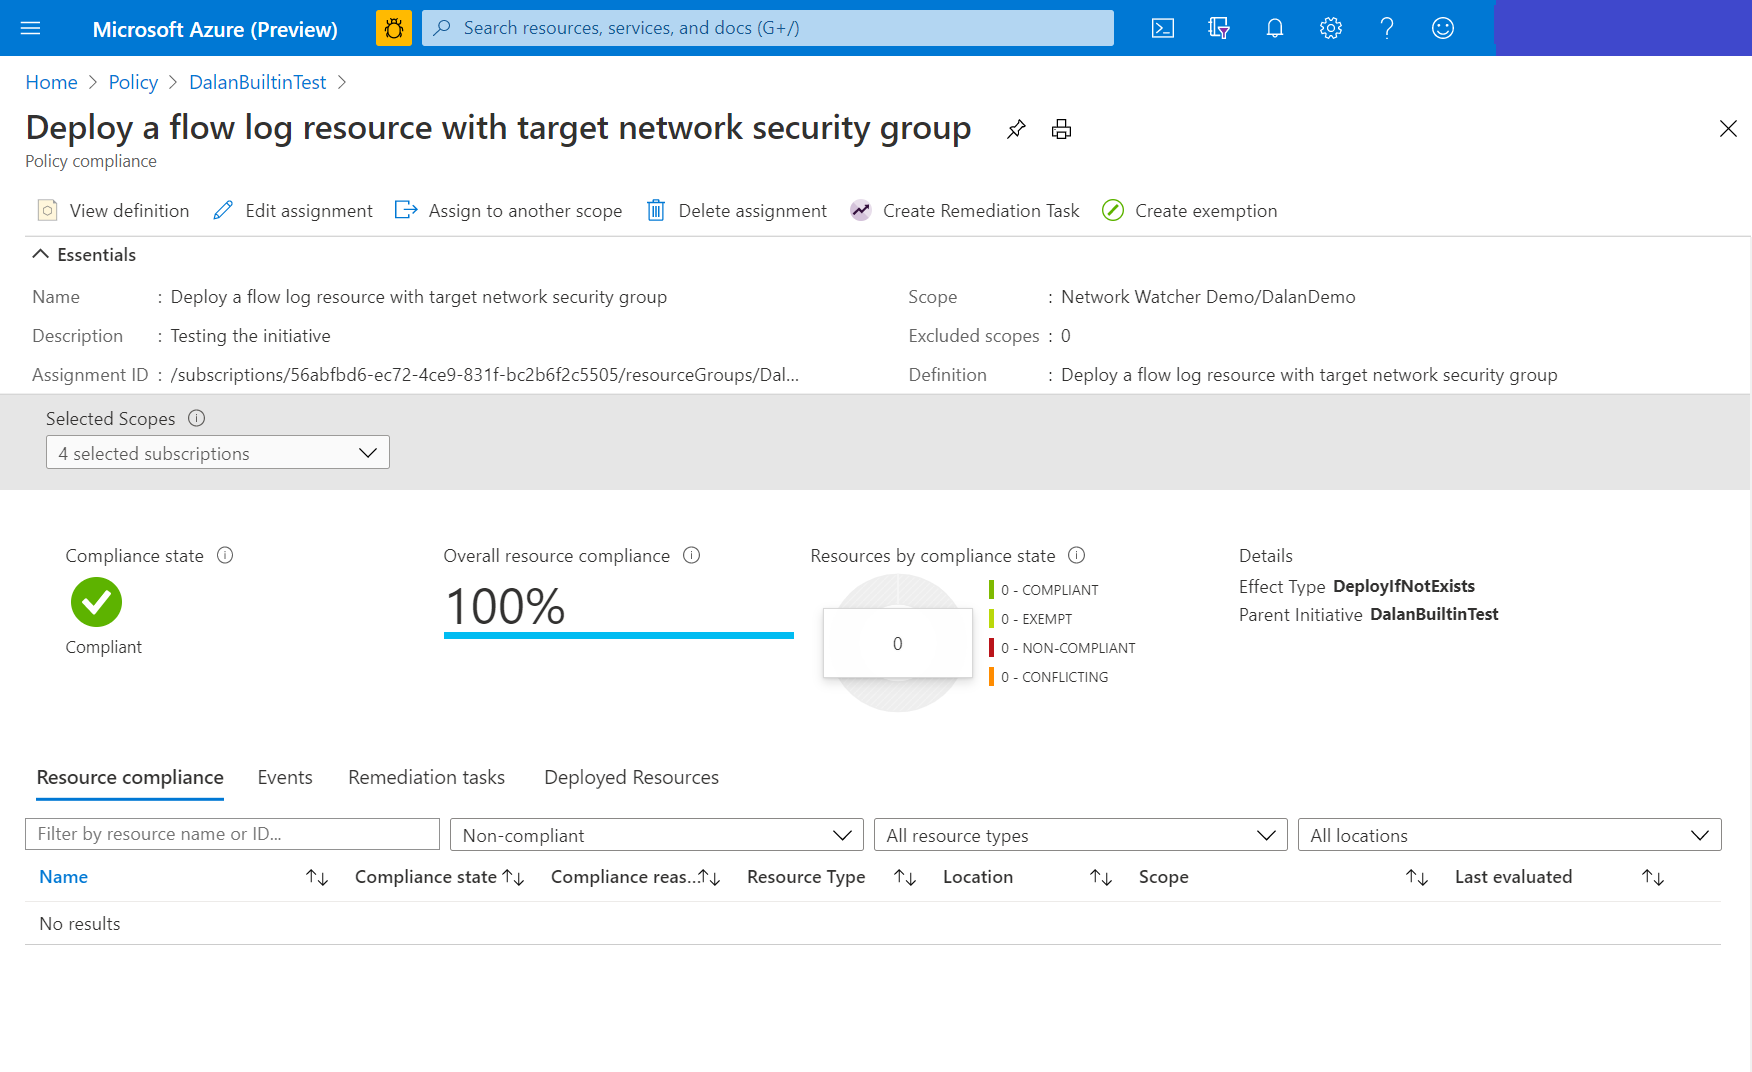 Microsoft Azure (Preview)
Search resources, services, and docs (G+/)
Home > Policy > DalanBuiltinTest >
Deploy a flow log resource with target network security group
Policy compliance
View definition
Edit assignment
Assign to another scope
Delete assignment
Create Remediation Task
Create exemption
Essentials
Name : Deploy a flow log resource with target network security group
Scope : Network Watcher Demo/DalanDemo
Description : Testing the initiative
Excluded scopes : 0
Assignment ID : /subscriptions/56abfbd6-ec72-4ce9-831f-bc2b6f2c5505/resourceGroups/Dal...
Definition : Deploy a flow log resource with target network security group
Selected Scopes
4 selected subscriptions
Compliance state
Compliant
Overall resource compliance
100%
Resources by compliance state
0
0 - COMPLIANT
0 - EXEMPT
0 - NON-COMPLIANT
0 - CONFLICTING
Details
Effect Type DeployIfNotExists
Parent Initiative DalanBuiltinTest
Resource compliance
Events
Remediation tasks
Deployed Resources
Filter by resource name or ID...
Non-compliant
All resource types
All locations
Name
Compliance state
Compliance reas...
Resource Type
Location
Scope
Last evaluated
No results